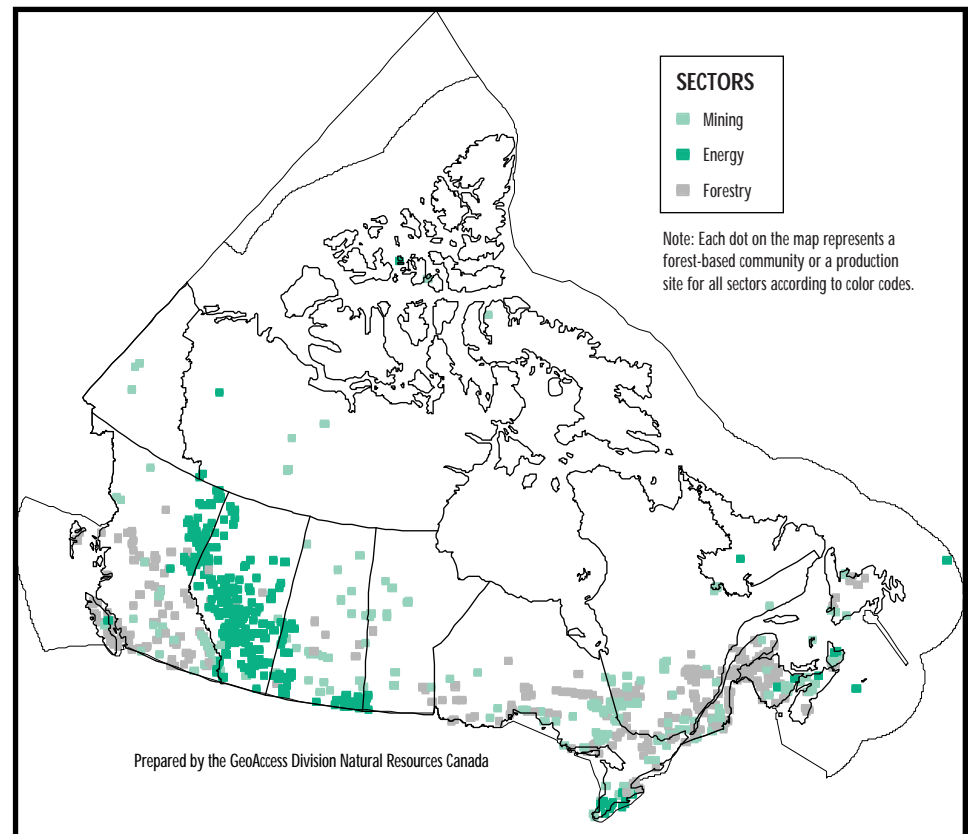 SECTORS
Mining
Energy
Forestry
Note: Each dot on the map represents a
forest-based community or a production
site for all sectors according to color codes.
Prepared by the GeoAccess Division Natural Resources Canada